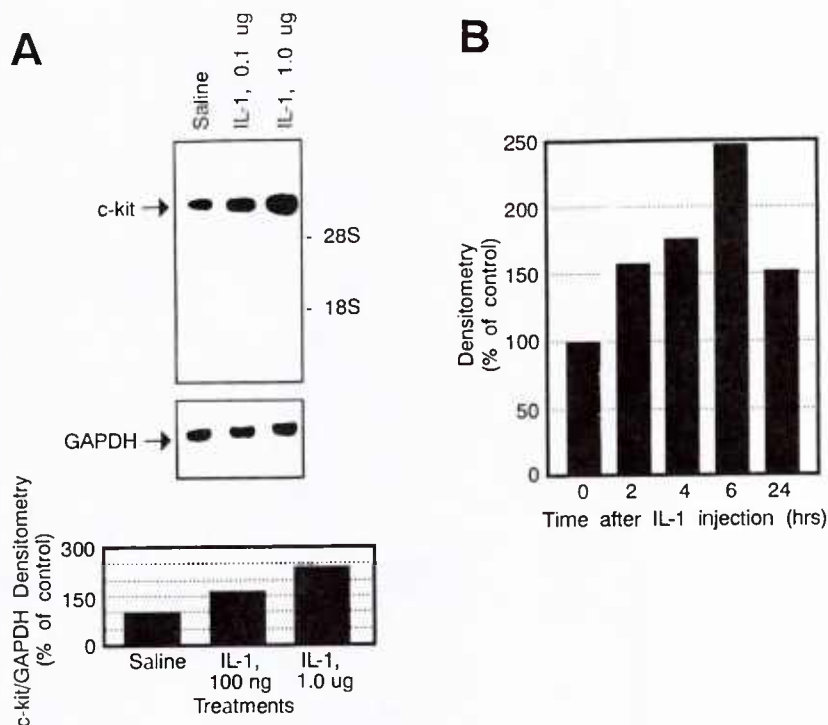 A
Saline
IL-1, 0.1 ug
IL-1, 1.0 ug
c-kit
- 28S
- 18S
GAPDH
c-kit/GAPDH Densitometry
(% of control)
300
150
0
Saline
IL-1,
100 ng
IL-1,
1.0 ug
Treatments
B
Densitometry
(% of control)
250
200
150
100
50
0
0 2 4 6 24
Time after IL-1 injection (hrs)